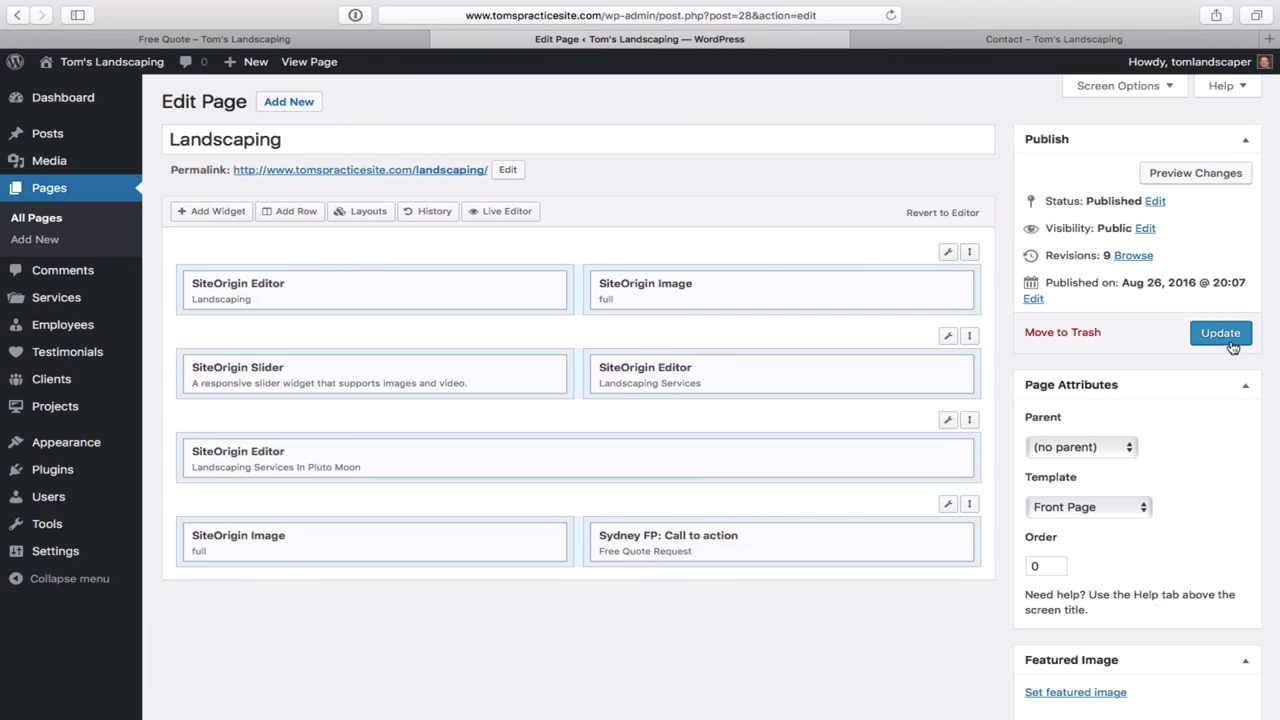 www.tomspracticesite.com/wp-admin/post.php?post=28&action=edit
Free Quote – Tom's Landscaping
Edit Page ‹ Tom's Landscaping — WordPress
Contact – Tom's Landscaping
Tom's Landscaping
0
New
View Page
Howdy, tomlandscaper
Dashboard
Posts
Media
Pages
All Pages
Add New
Comments
Services
Employees
Testimonials
Clients
Projects
Appearance
Plugins
Users
Tools
Settings
Collapse menu
Screen Options
Help
Edit Page
Add New
Landscaping
Permalink: http://www.tomspracticesite.com/landscaping/ Edit
Add Widget
Add Row
Layouts
History
Live Editor
Revert to Editor
SiteOrigin Editor
Landscaping
SiteOrigin Image
full
SiteOrigin Slider
A responsive slider widget that supports images and video.
SiteOrigin Editor
Landscaping Services
SiteOrigin Editor
Landscaping Services In Pluto Moon
SiteOrigin Image
full
Sydney FP: Call to action
Free Quote Request
Publish
Preview Changes
Status: Published Edit
Visibility: Public Edit
Revisions: 9 Browse
Published on: Aug 26, 2016 @ 20:07
Edit
Move to Trash
Update
Page Attributes
Parent
(no parent)
Template
Front Page
Order
0
Need help? Use the Help tab above the
screen title.
Featured Image
Set featured image